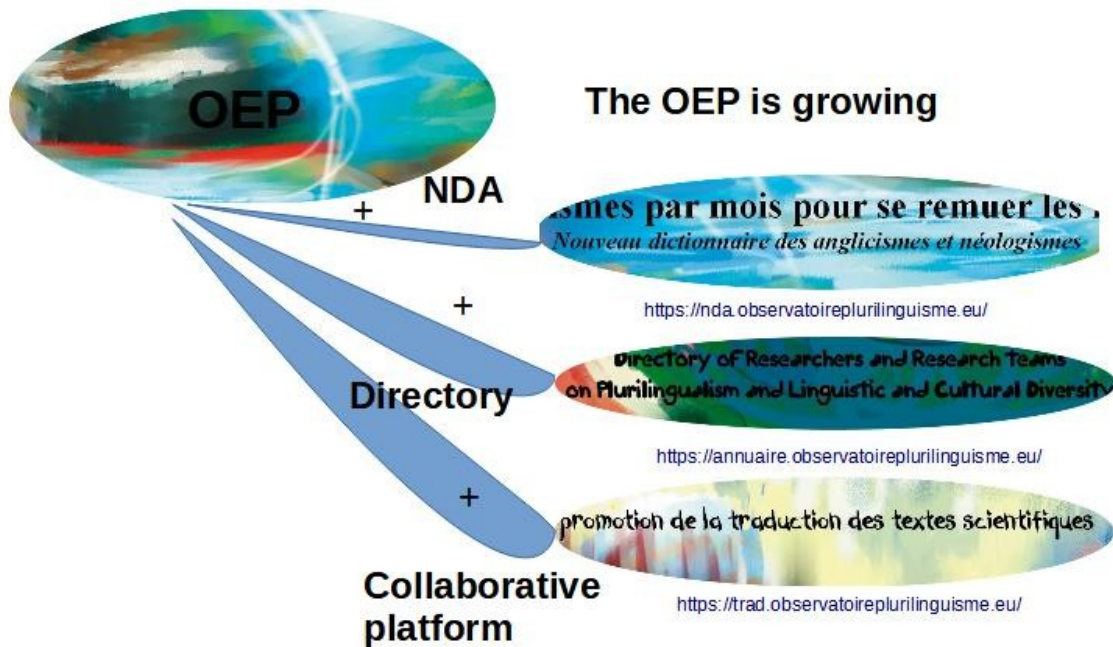 OEP
The OEP is growing
NDA
+
ismes par mois pour se remuer les
Nouveau dictionnaire des anglicismes et néologismes
https://nda.observatoireplurilinguisme.eu/
+
Directory
Directory of Researchers and Research Teams
on Plurilingualism and Linguistic and Cultural Diversity
https://annuaire.observatoireplurilinguisme.eu/
+
Collaborative
platform
promotion de la traduction des textes scientifiques
https://trad.observatoireplurilinguisme.eu/